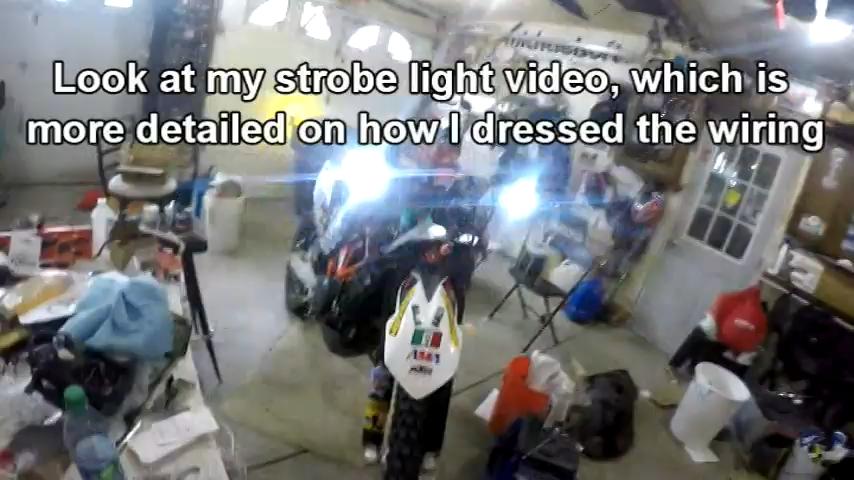 Look at my strobe light video, which is
more detailed on how I dressed the wiring